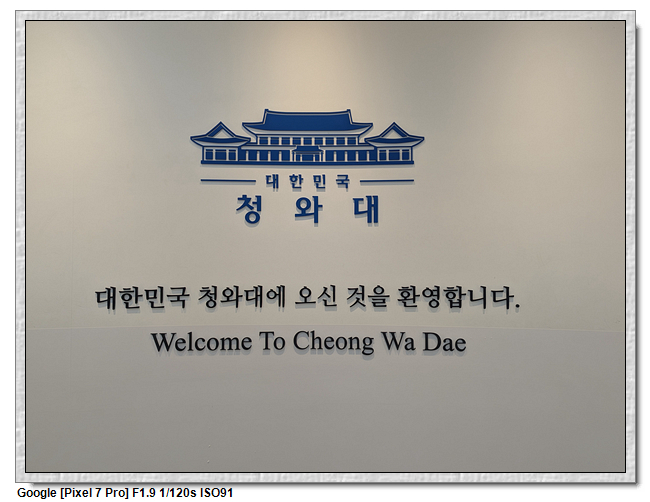 대한민국
청와대
대한민국 청와대에 오신 것을 환영합니다.
Welcome To Cheong Wa Dae
Google [Pixel 7 Pro] F1.9 1/120s ISO91